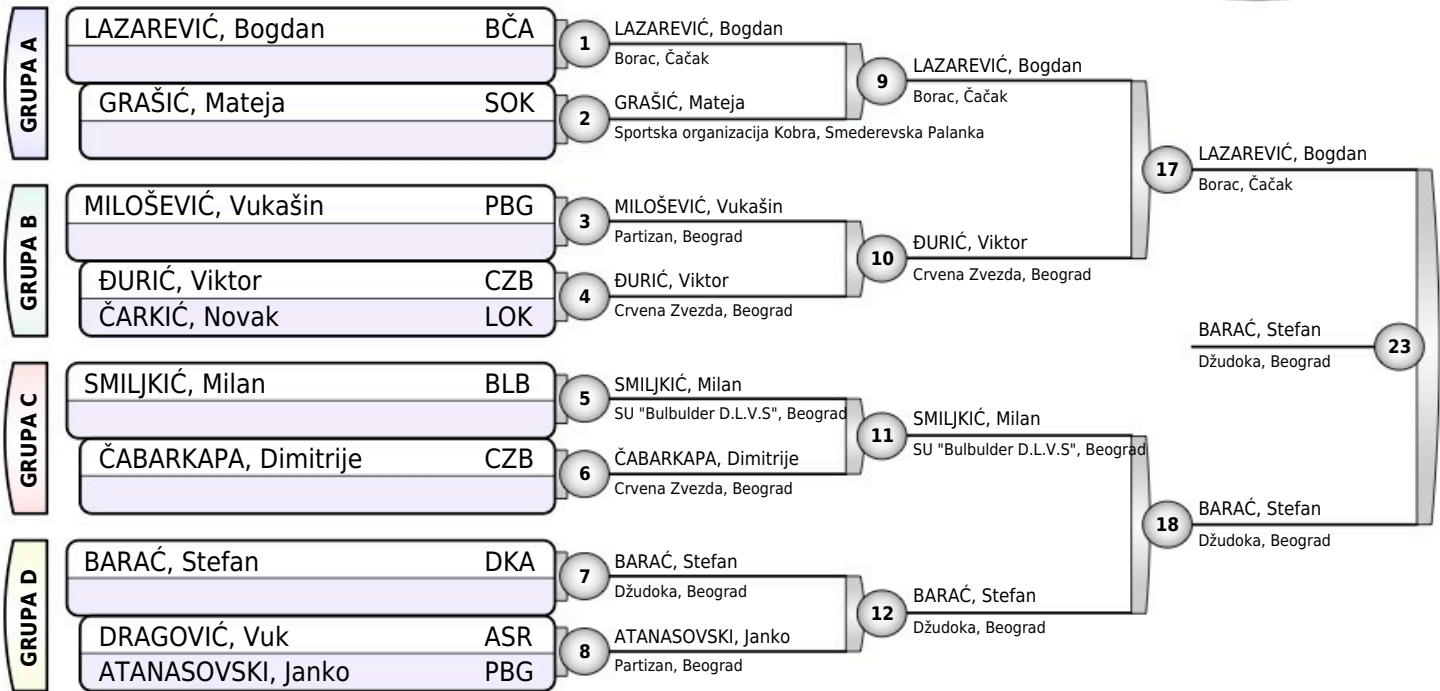 GRUPA A
LAZAREVIĆ, Bogdan BČA
GRAŠIĆ, Mateja SOK
GRUPA B
MILOŠEVIĆ, Vukašin PBG
ĐURIĆ, Viktor CZB
ČARKIĆ, Novak LOK
GRUPA C
SMILJKIĆ, Milan BLB
ČABARKAPA, Dimitrije CZB
GRUPA D
BARAĆ, Stefan DKA
DRAGOVIĆ, Vuk ASR
ATANASOVSKI, Janko PBG
1
LAZAREVIĆ, Bogdan
Borac, Čačak
2
GRAŠIĆ, Mateja
Sportska organizacija Kobra, Smederevska Palanka
3
MILOŠEVIĆ, Vukašin
Partizan, Beograd
4
ĐURIĆ, Viktor
Crvena Zvezda, Beograd
5
SMILJKIĆ, Milan
SU "Bulbulder D.L.V.S", Beograd
6
ČABARKAPA, Dimitrije
Crvena Zvezda, Beograd
7
BARAĆ, Stefan
Džudoka, Beograd
8
ATANASOVSKI, Janko
Partizan, Beograd
9
LAZAREVIĆ, Bogdan
Borac, Čačak
10
ĐURIĆ, Viktor
Crvena Zvezda, Beograd
11
SMILJKIĆ, Milan
SU "Bulbulder D.L.V.S", Beograd
12
BARAĆ, Stefan
Džudoka, Beograd
17
LAZAREVIĆ, Bogdan
Borac, Čačak
18
BARAĆ, Stefan
Džudoka, Beograd
BARAĆ, Stefan
Džudoka, Beograd
23